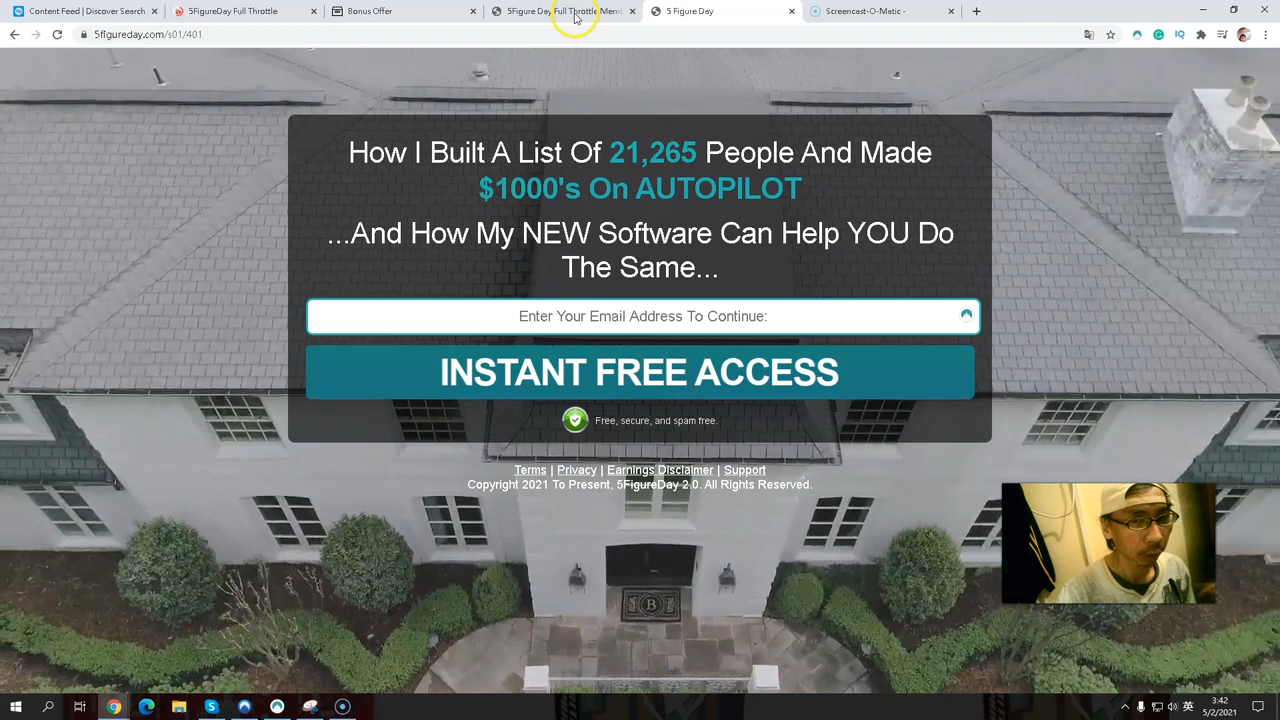 Content Feed | Discover Search
5FigureDay Full Throttle
Bonus Offer
5Figure Day Full Throttle Memb
5 Figure Day
Screencast-O-Matic -
5figureday.com/s01/401
How I Built A List Of 21,265 People And Made
$1000's On AUTOPILOT
...And How My NEW Software Can Help YOU Do
The Same...
Enter Your Email Address To Continue:
INSTANT FREE ACCESS
Free, secure, and spam free.
Terms | Privacy | Earnings Disclaimer | Support
Copyright 2021 To Present, 5FigureDay 2.0. All Rights Reserved.
B
英
3:42
5/2/2021